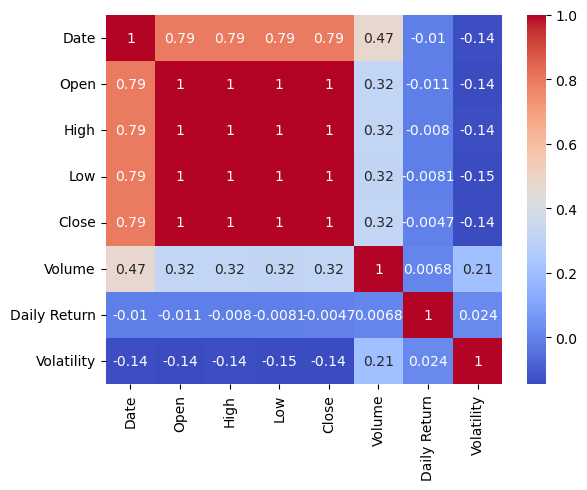 Date 1 0.79 0.79 0.79 0.79 0.47 -0.01 -0.14
Open 0.79 1 1 1 1 0.32 -0.011 -0.14
High 0.79 1 1 1 1 0.32 -0.008 -0.14
Low 0.79 1 1 1 1 0.32 -0.0081 -0.15
Close 0.79 1 1 1 1 0.32 -0.0047 -0.14
Volume 0.47 0.32 0.32 0.32 0.32 1 0.0068 0.21
Daily Return -0.01 -0.011 -0.008 -0.0081 -0.0047 0.0068 1 0.024
Volatility -0.14 -0.14 -0.14 -0.15 -0.14 0.21 0.024 1
Date Open High Low Close Volume Daily Return Volatility
1.0
0.8
0.6
0.4
0.2
0.0